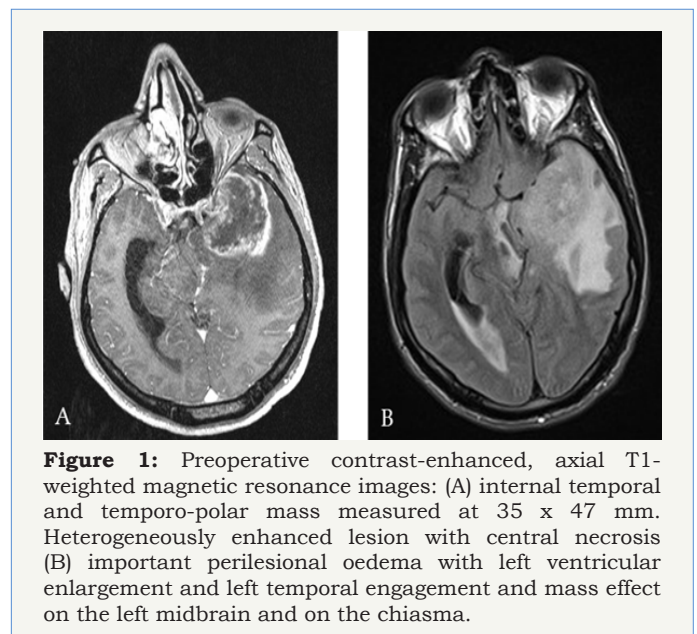 A
B
Figure 1: Preoperative contrast-enhanced, axial T1-
weighted magnetic resonance images: (A) internal temporal
and temporo-polar mass measured at 35 x 47 mm.
Heterogeneously enhanced lesion with central necrosis
(B) important perilesional oedema with left ventricular
enlargement and left temporal engagement and mass effect
on the left midbrain and on the chiasma.